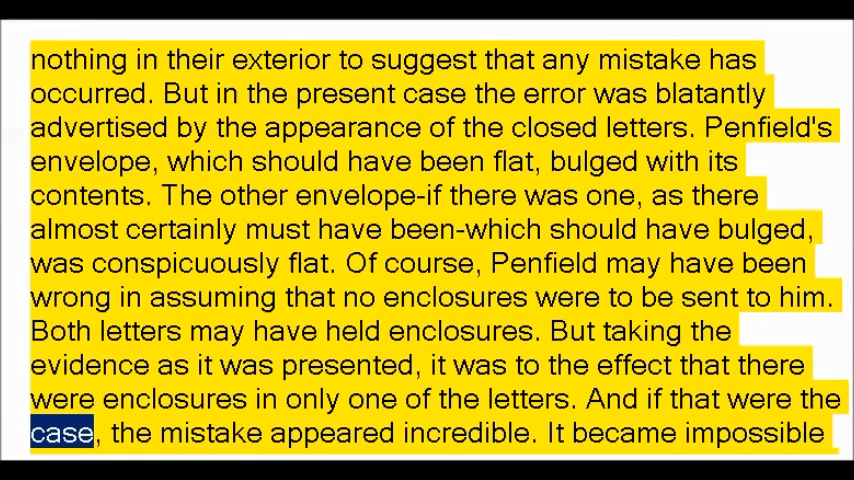 nothing in their exterior to suggest that any mistake has
occurred. But in the present case the error was blatantly
advertised by the appearance of the closed letters. Penfield's
envelope, which should have been flat, bulged with its
contents. The other envelope-if there was one, as there
almost certainly must have been-which should have bulged,
was conspicuously flat. Of course, Penfield may have been
wrong in assuming that no enclosures were to be sent to him.
Both letters may have held enclosures. But taking the
evidence as it was presented, it was to the effect that there
were enclosures in only one of the letters. And if that were the
case, the mistake appeared incredible. It became impossible